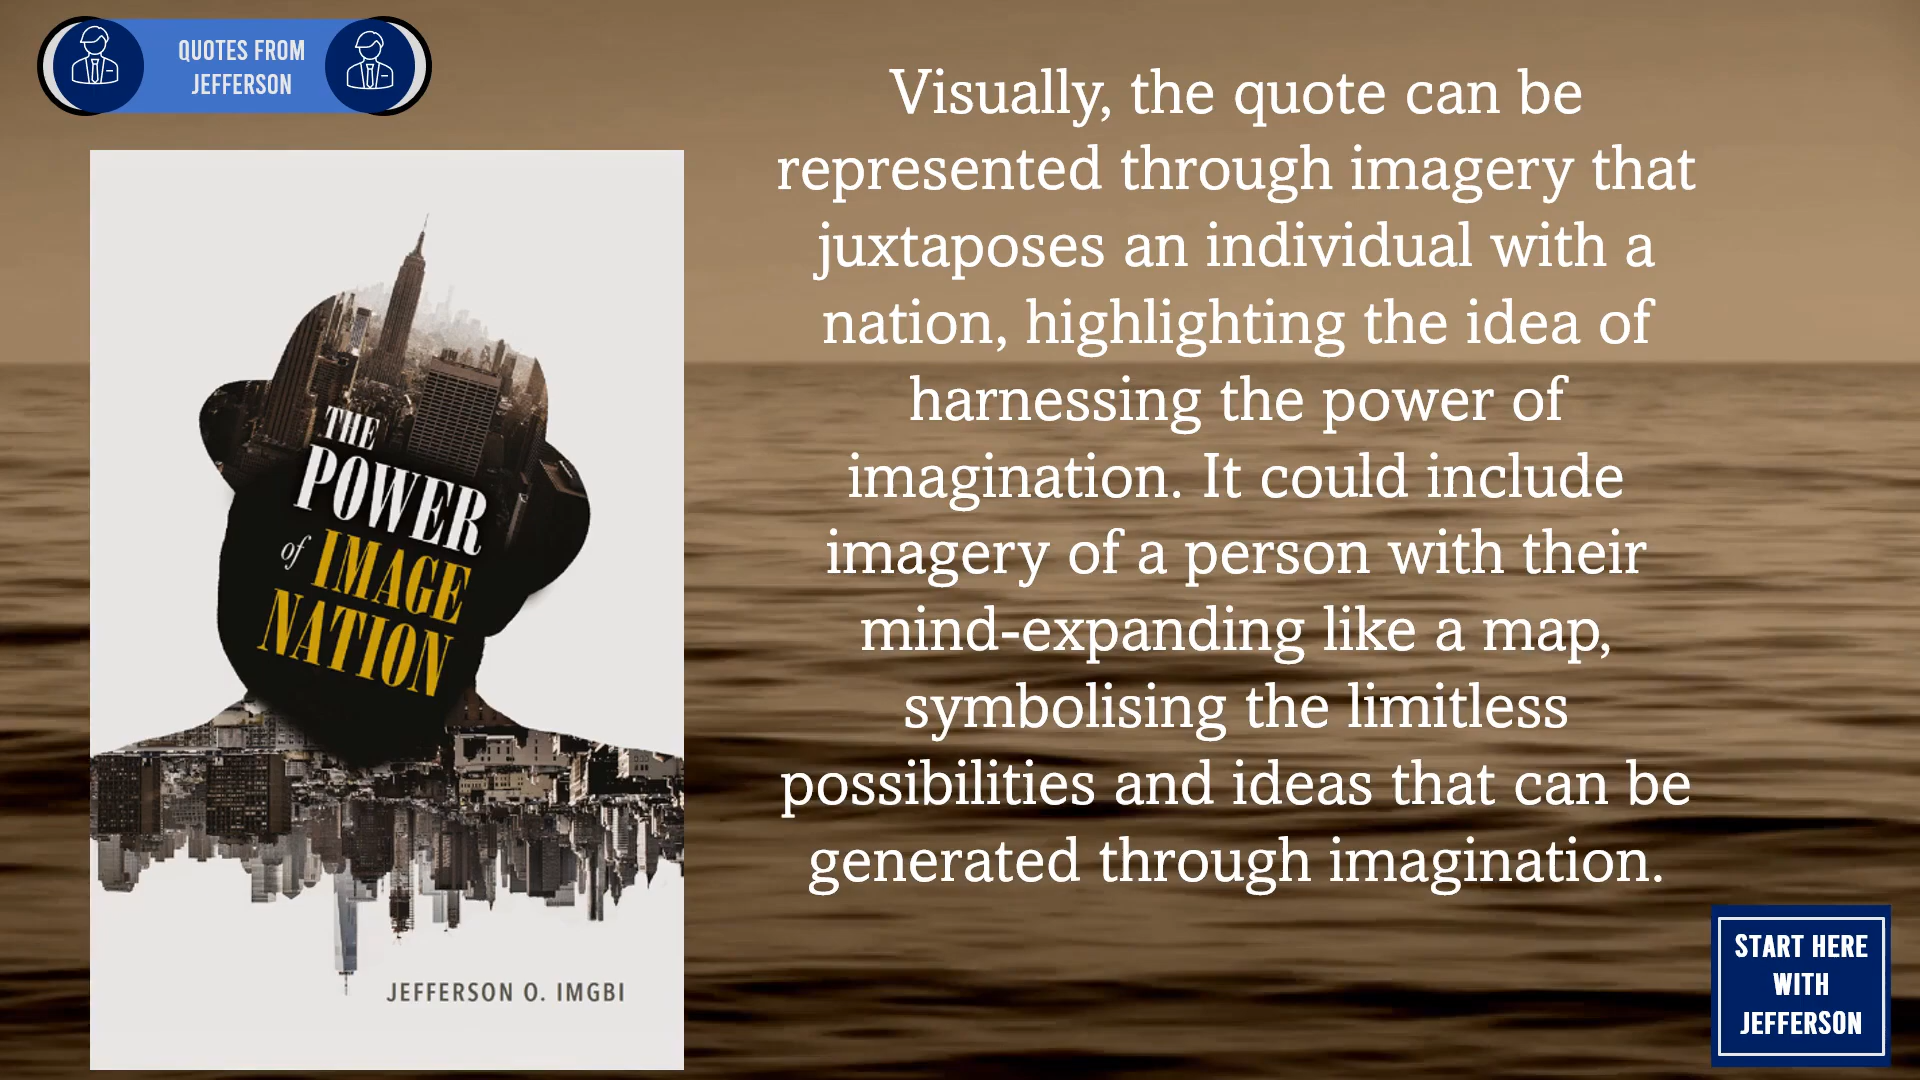 QUOTES FROM
JEFFERSON
THE
POWER
of IMAGE
NATION
JEFFERSON O. IMGBI
Visually, the quote can be
represented through imagery that
juxtaposes an individual with a
nation, highlighting the idea of
harnessing the power of
imagination. It could include
imagery of a person with their
mind-expanding like a map,
symbolising the limitless
possibilities and ideas that can be
generated through imagination.
START HERE
WITH
JEFFERSON